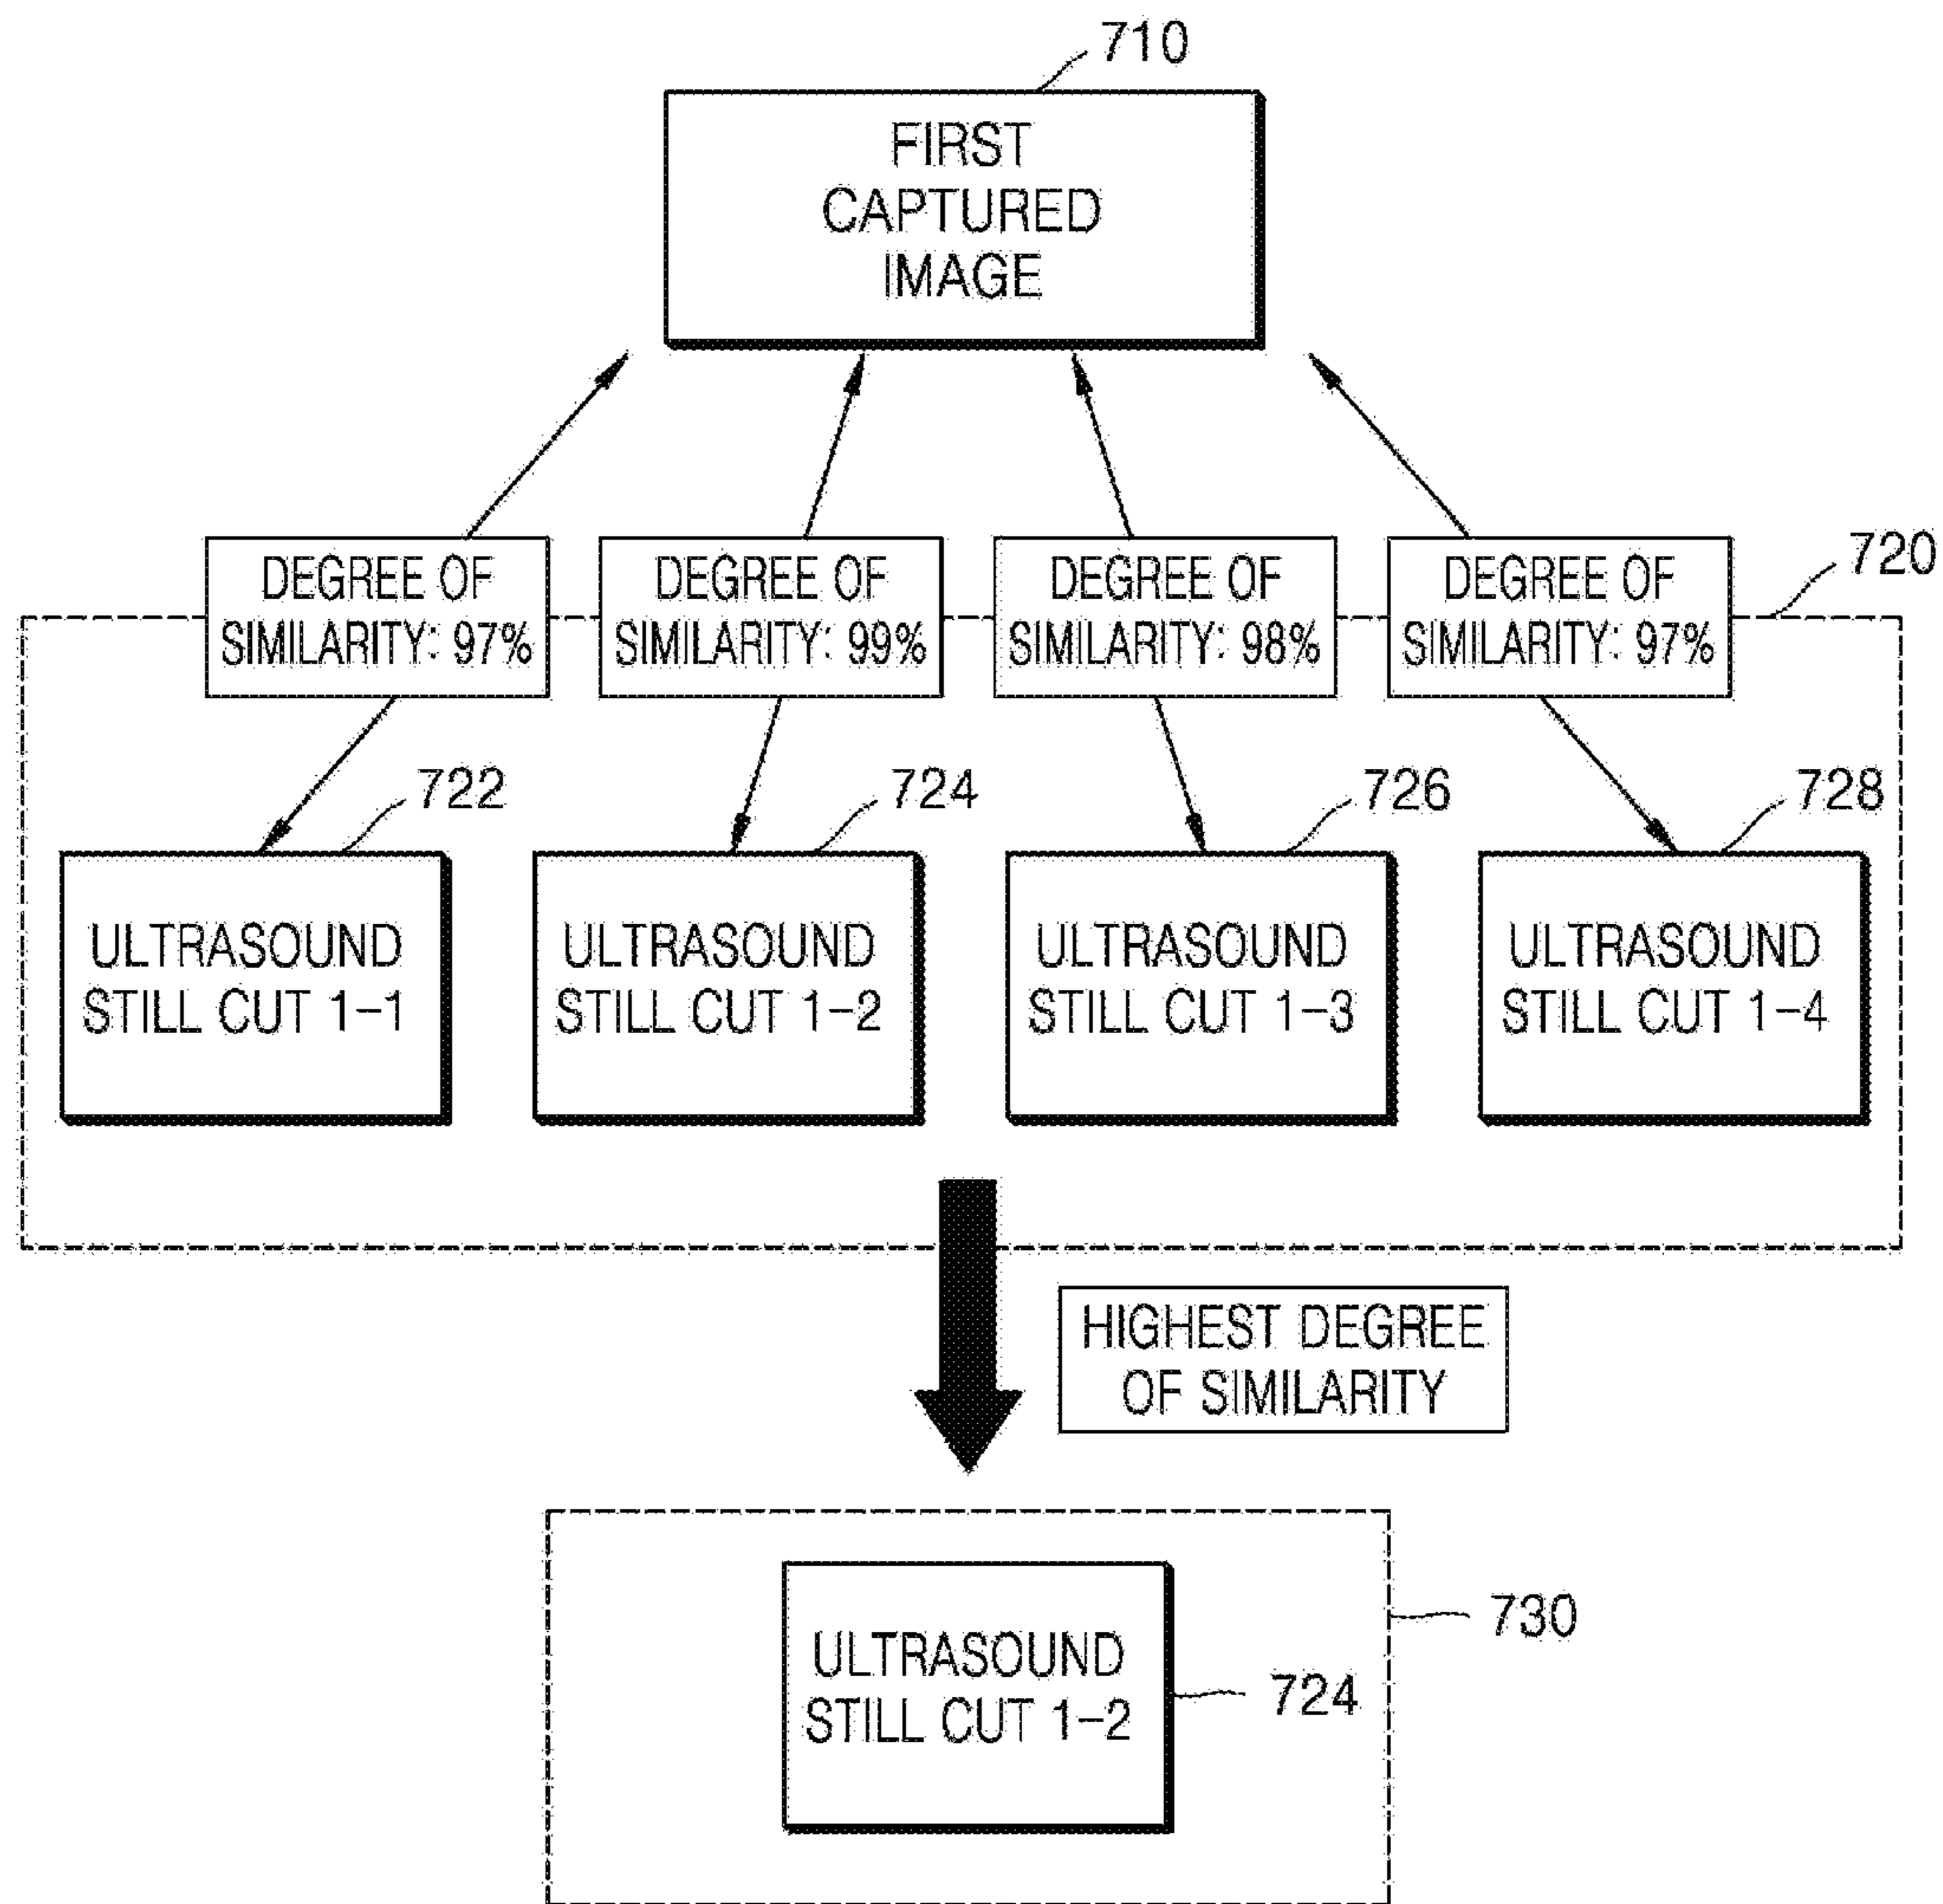 710
FIRST
CAPTURED
IMAGE
720
DEGREE OF
SIMILARITY: 97%
DEGREE OF
SIMILARITY: 99%
DEGREE OF
SIMILARITY: 98%
DEGREE OF
SIMILARITY: 97%
722
724
726
728
ULTRASOUND
STILL CUT 1-1
ULTRASOUND
STILL CUT 1-2
ULTRASOUND
STILL CUT 1-3
ULTRASOUND
STILL CUT 1-4
HIGHEST DEGREE
OF SIMILARITY
730
ULTRASOUND
STILL CUT 1-2
724